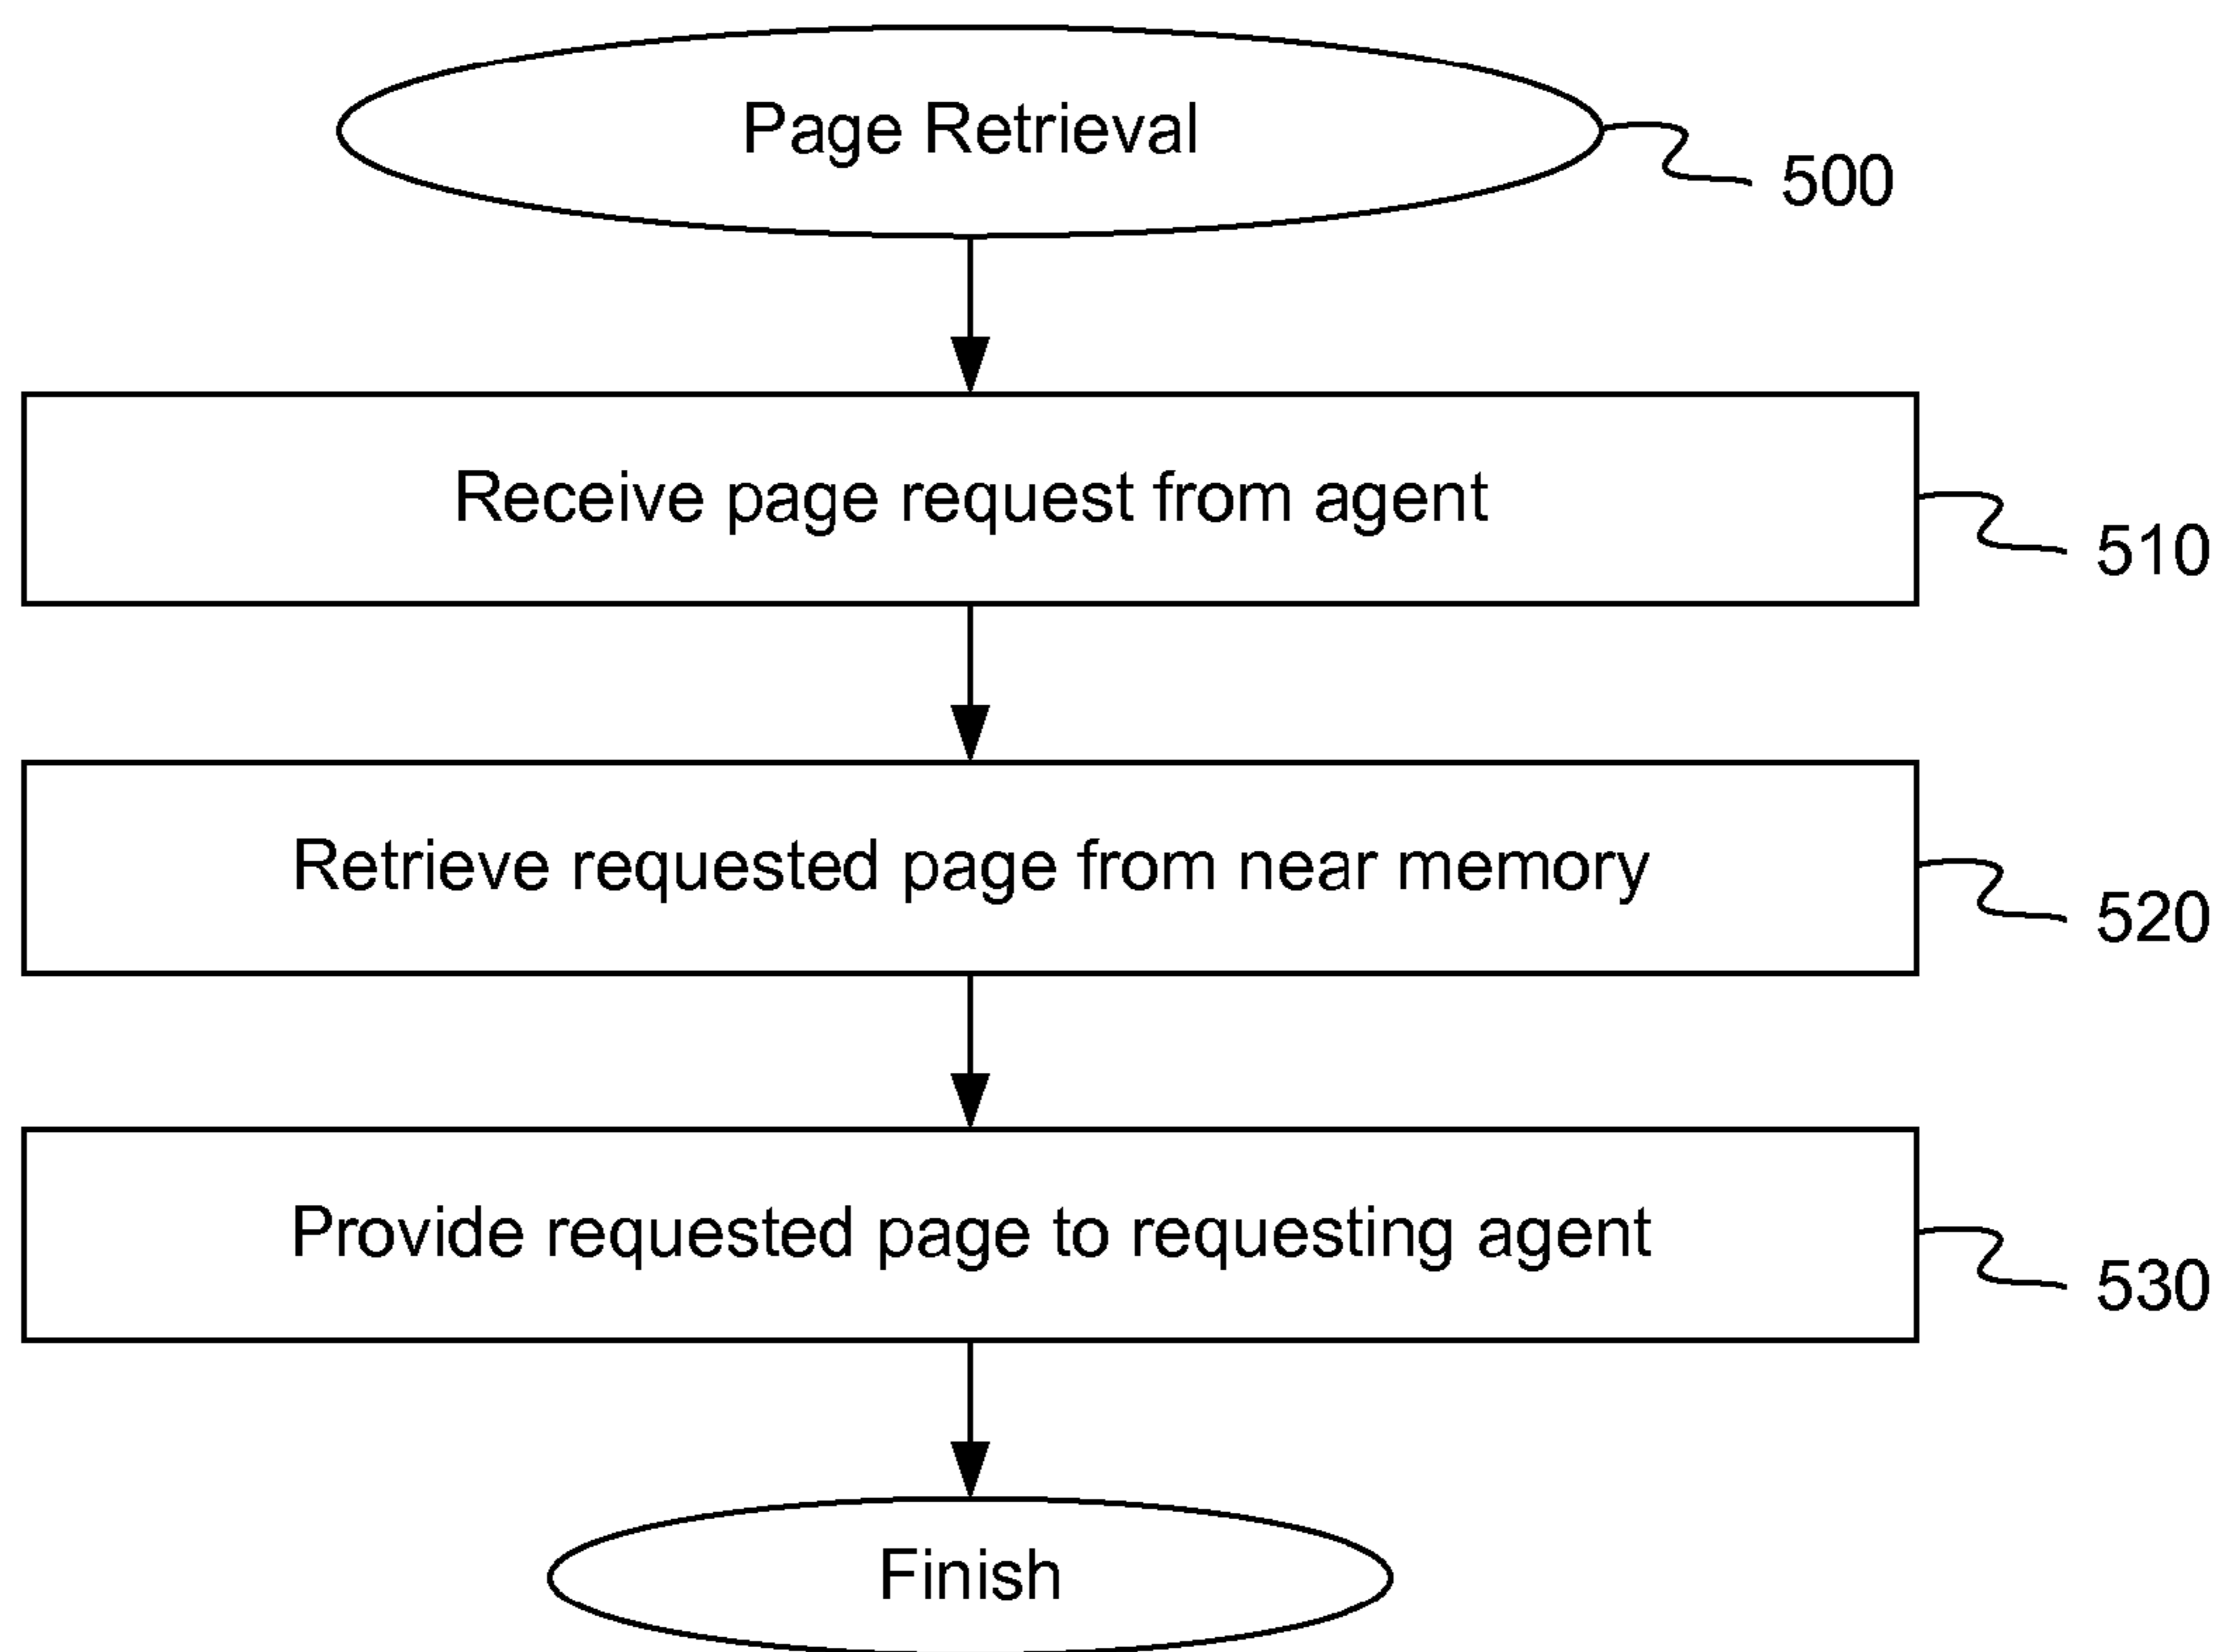 Page Retrieval
500
Receive page request from agent
510
Retrieve requested page from near memory
520
Provide requested page to requesting agent
530
Finish